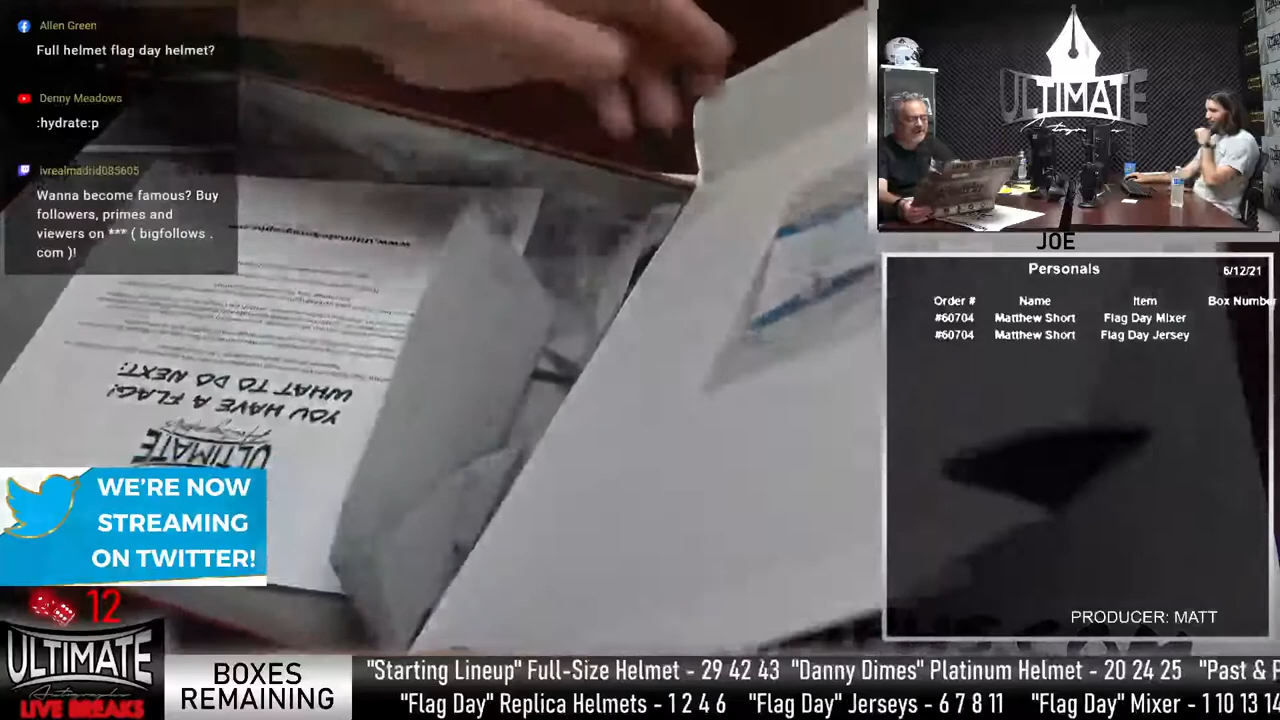 Allen Green
Full helmet flag day helmet?
Denny Meadows
:hydrate:p
ivrealmadrid085605
Wanna become famous? Buy
followers, primes and
viewers on *** ( bigfollows .
com )!
YOU HAVE A FLAG!
WHAT TO DO NEXT:
ULTIMATE
WE'RE NOW
STREAMING
ON TWITTER!
12
ULTIMATE
Autographs
LIVE BREAKS
BOXES
REMAINING
"Starting Lineup" Full-Size Helmet - 29 42 43 "Danny Dimes" Platinum Helmet - 20 24 25 "Past &
"Flag Day" Replica Helmets - 1 2 4 6 "Flag Day" Jerseys - 6 7 8 11 "Flag Day" Mixer - 1 10 13 14
ULTIMATE
Autographs
JOE
Personals 6/12/21
Order # Name Item Box Number
#60704 Matthew Short Flag Day Mixer
#60704 Matthew Short Flag Day Jersey
PRODUCER: MATT